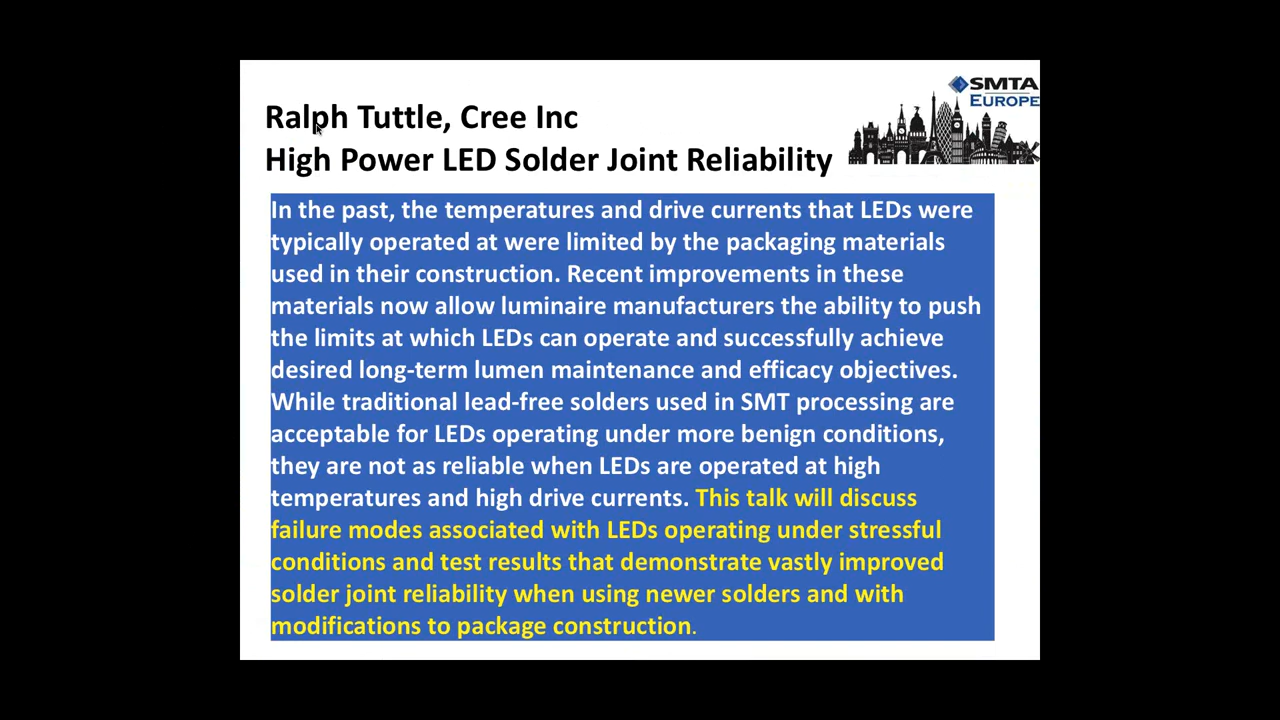 SMTA
EUROPE
Ralph Tuttle, Cree Inc
High Power LED Solder Joint Reliability
In the past, the temperatures and drive currents that LEDs were
typically operated at were limited by the packaging materials
used in their construction. Recent improvements in these
materials now allow luminaire manufacturers the ability to push
the limits at which LEDs can operate and successfully achieve
desired long-term lumen maintenance and efficacy objectives.
While traditional lead-free solders used in SMT processing are
acceptable for LEDs operating under more benign conditions,
they are not as reliable when LEDs are operated at high
temperatures and high drive currents. This talk will discuss
failure modes associated with LEDs operating under stressful
conditions and test results that demonstrate vastly improved
solder joint reliability when using newer solders and with
modifications to package construction.